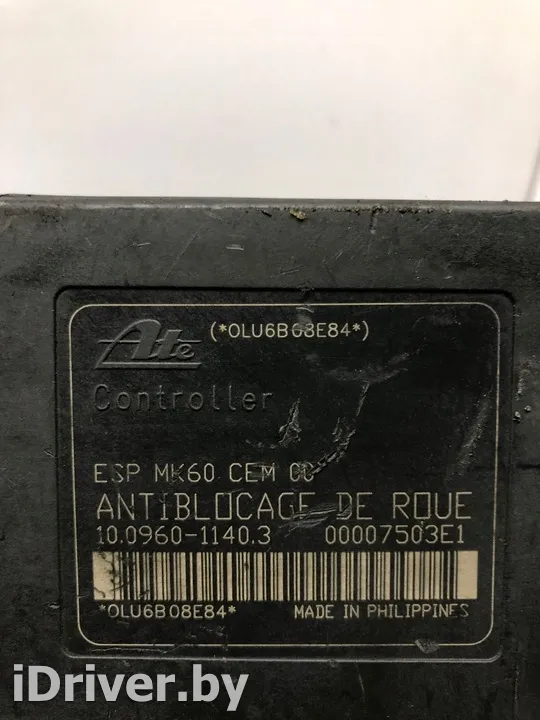 Ate
(*OLU6B08E84*)
Controller
ESP MK60 CEM 00
ANTIBLOCAGE DE ROUE
10.0960-1140.3 00007503E1
*OLU6B08E84* MADE IN PHILIPPINES
iDriver.by